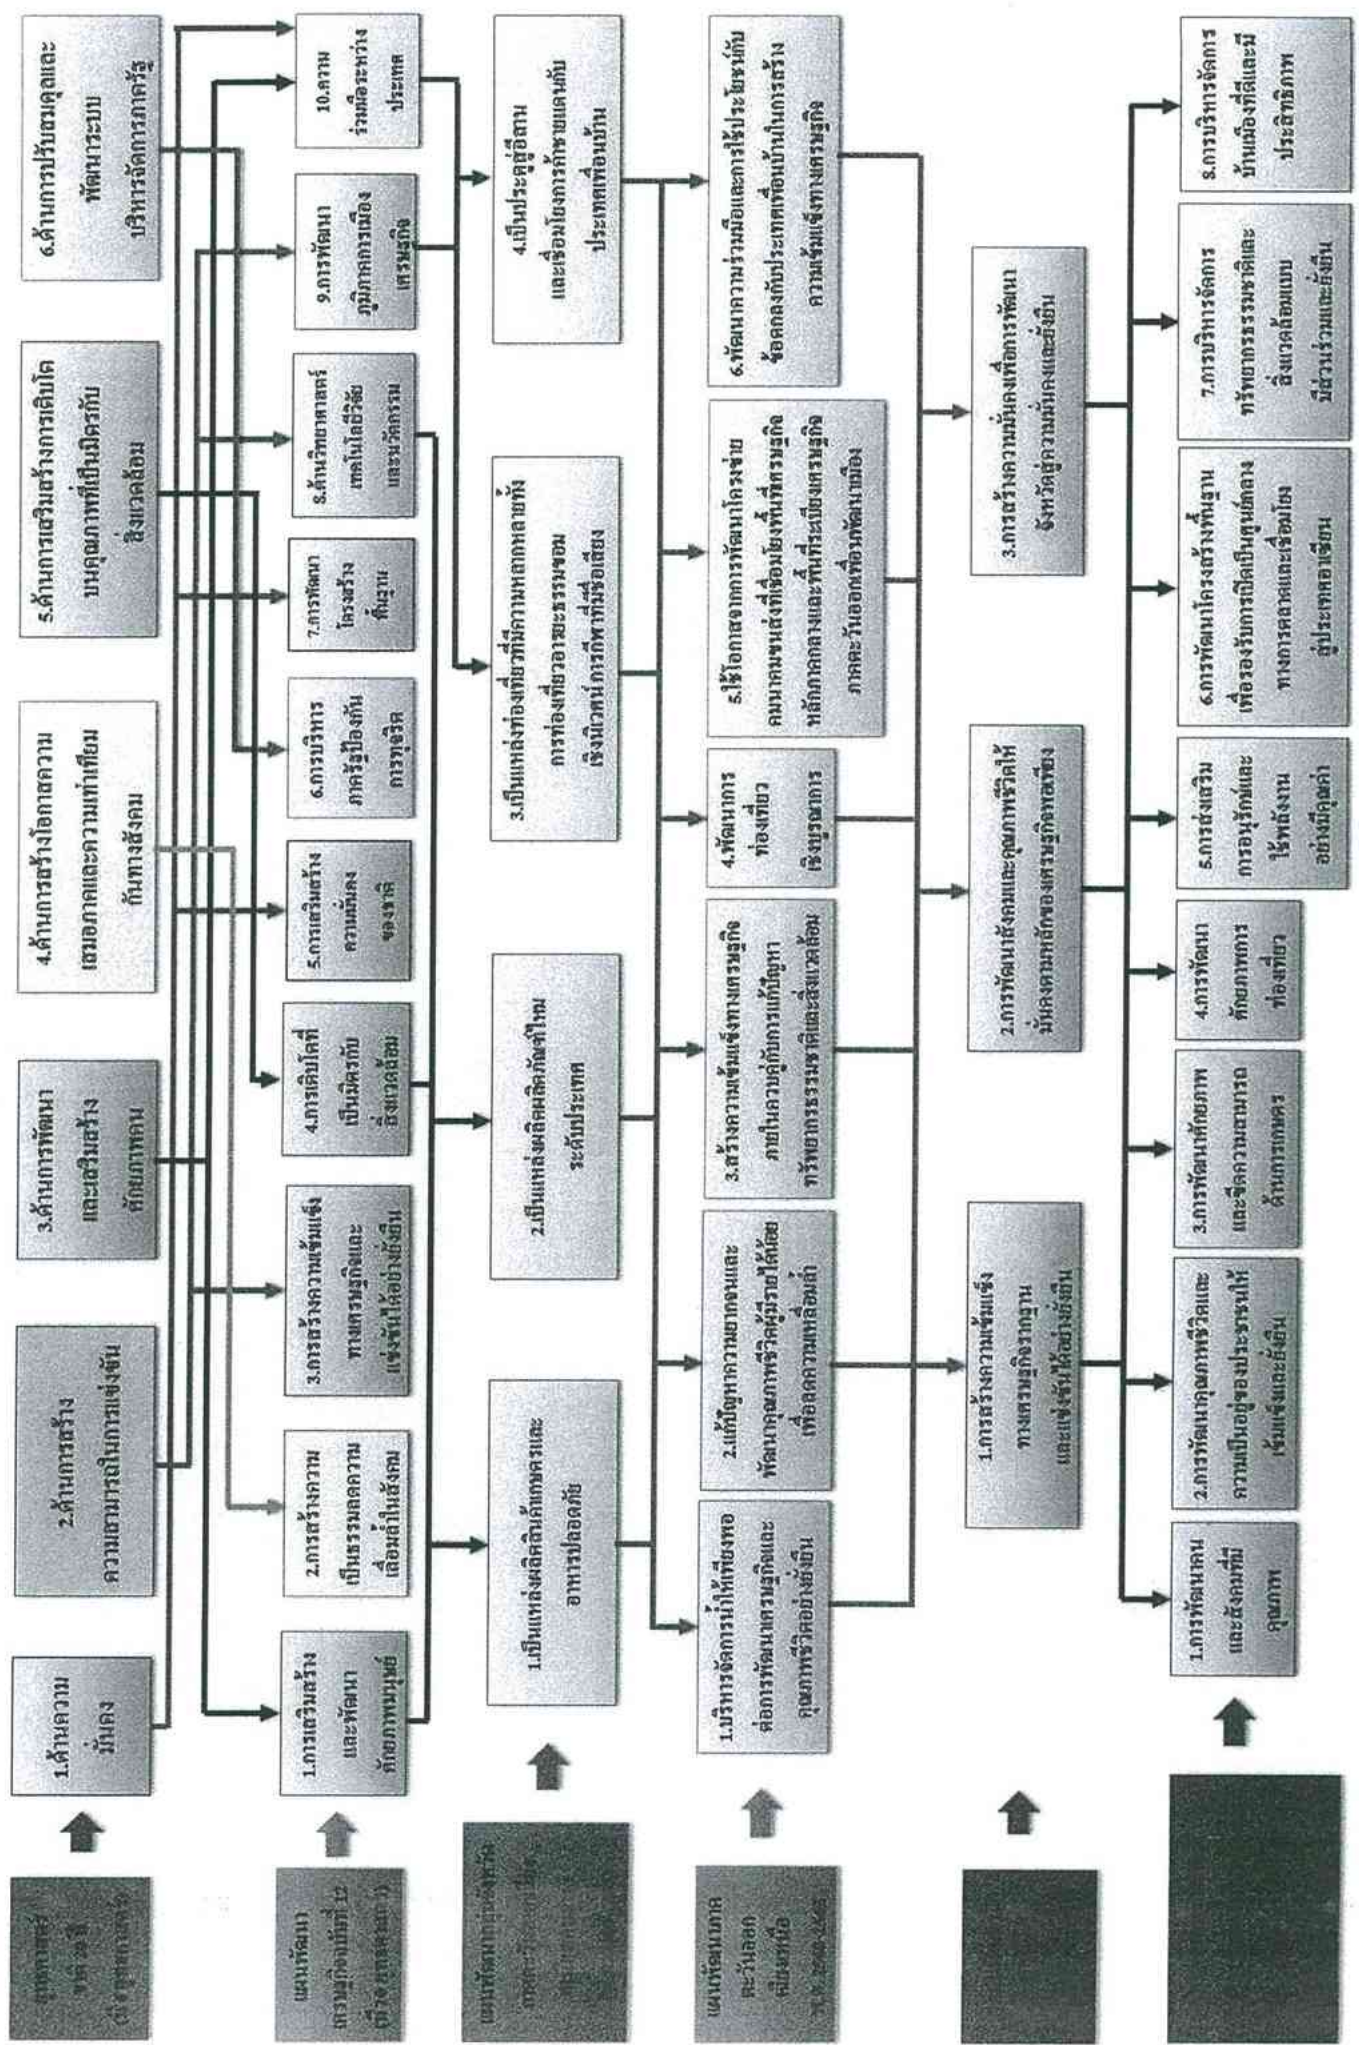 1.ด้านความ
มั่นคง
2.ด้านการสร้าง
ความสามารถในการแข่งขัน
3.ด้านการพัฒนา
และเสริมสร้าง
ศักยภาพคน
4.ด้านการสร้างโอกาสความ
เสมอภาคและความเท่าเทียม
กันทางสังคม
5.ด้านการเสริมสร้างการเติบโต
บนคุณภาพที่เป็นมิตรกับ
สิ่งแวดล้อม
6.ด้านการปรับสมดุลและ
พัฒนาระบบ
บริหารจัดการภาครัฐ
แผนพัฒนา
เศรษฐกิจฉบับที่ 12
1.การเสริมสร้าง
และพัฒนา
ศักยภาพมนุษย์
2.การสร้างความ
เป็นธรรมลดความ
เลื่อมล้ำในสังคม
3.การสร้างความเข้มแข็ง
ทางเศรษฐกิจและ
แข่งขันได้อย่างยั่งยืน
4.การเติบโตที่
เป็นมิตรกับ
สิ่งแวดล้อม
5.การเสริมสร้าง
ความมั่นคง
ของชาติ
6.การบริหาร
ภาครัฐป้องกัน
การทุจริต
7.การพัฒนา
โครงสร้าง
พื้นฐาน
8.ด้านวิทยาศาสตร์
เทคโนโลยีวิจัย
และนวัตกรรม
9.การพัฒนา
ภูมิภาคการเมือง
เศรษฐกิจ
10.ความ
ร่วมมือระหว่าง
ประเทศ
1.เป็นแหล่งผลิตสินค้าเกษตรและ
อาหารปลอดภัย
2.เป็นแหล่งผลิตผลิตภัณฑ์ไหม
ระดับประเทศ
3.เป็นแหล่งท่องเที่ยวที่มีความหลากหลายทั้ง
การท่องเที่ยวอารยะธรรมขอม
เชิงนิเวศน์ การกีฬาที่มีชื่อเสียง
4.เป็นประตูสู่อีสาน
และเชื่อมโยงการค้าชายแดนกับ
ประเทศเพื่อนบ้าน
แผนพัฒนาภาค
ตะวันออก
เฉียงเหนือ
1.บริหารจัดการน้ำให้เพียงพอ
ต่อการพัฒนาเศรษฐกิจและ
คุณภาพชีวิตอย่างยั่งยืน
2.แก้ปัญหาความยากจนและ
พัฒนาคุณภาพชีวิตผู้มีรายได้น้อย
เพื่อลดความเหลื่อมล้ำ
3.สร้างความเข้มแข็งทางเศรษฐกิจ
ภายในควบคู่กับการแก้ปัญหา
ทรัพยากรธรรมชาติและสิ่งแวดล้อม
4.พัฒนาการ
ท่องเที่ยว
เชิงบูรณาการ
5.ใช้โอกาสจากการพัฒนาโครงข่าย
คมนาคมขนส่งที่เชื่อมโยงพื้นที่เศรษฐกิจ
หลักภาคกลางและพื้นที่ระเบียงเศรษฐกิจ
ภาคตะวันออกเพื่อนพัฒนาเมือง
6.พัฒนาความร่วมมือและการใช้ประโยชน์กับ
ข้อตกลงกับประเทศเพื่อนบ้านในการสร้าง
ความเข้มแข็งทางเศรษฐกิจ
1.การสร้างความเข้มแข็ง
ทางเศรษฐกิจรากฐาน
และแข่งขันได้อย่างยั่งยืน
2.การพัฒนาสังคมและคุณภาพชีวิตให้
มั่นคงตามหลักของเศรษฐกิจพอเพียง
3.การสร้างความมั่นคงเพื่อการพัฒนา
จังหวัดสู่ความมั่นคงและยั่งยืน
1.การพัฒนาคน
และสังคมที่มี
คุณภาพ
2.การพัฒนาคุณภาพชีวิตและ
ความเป็นอยู่ของประชาชนให้
เข้มแข็งและยั่งยืน
3.การพัฒนาศักยภาพ
และขีดความสามารถ
ด้านการเกษตร
4.การพัฒนา
ศักยภาพการ
ท่องเที่ยว
5.การส่งเสริม
การอนุรักษ์และ
ใช้พลังงาน
อย่างมีคุณค่า
6.การพัฒนาโครงสร้างพื้นฐาน
เพื่อรองรับการเปิดเป็นศูนย์กลาง
ทางการตลาดและเชื่อมโยง
สู่ประเทศอาเซียน
7.การบริหารจัดการ
ทรัพยากรธรรมชาติและ
สิ่งแวดล้อมแบบ
มีส่วนร่วมและยั่งยืน
8.การบริหารจัดการ
บ้านเมืองที่ดีและมี
ประสิทธิภาพ